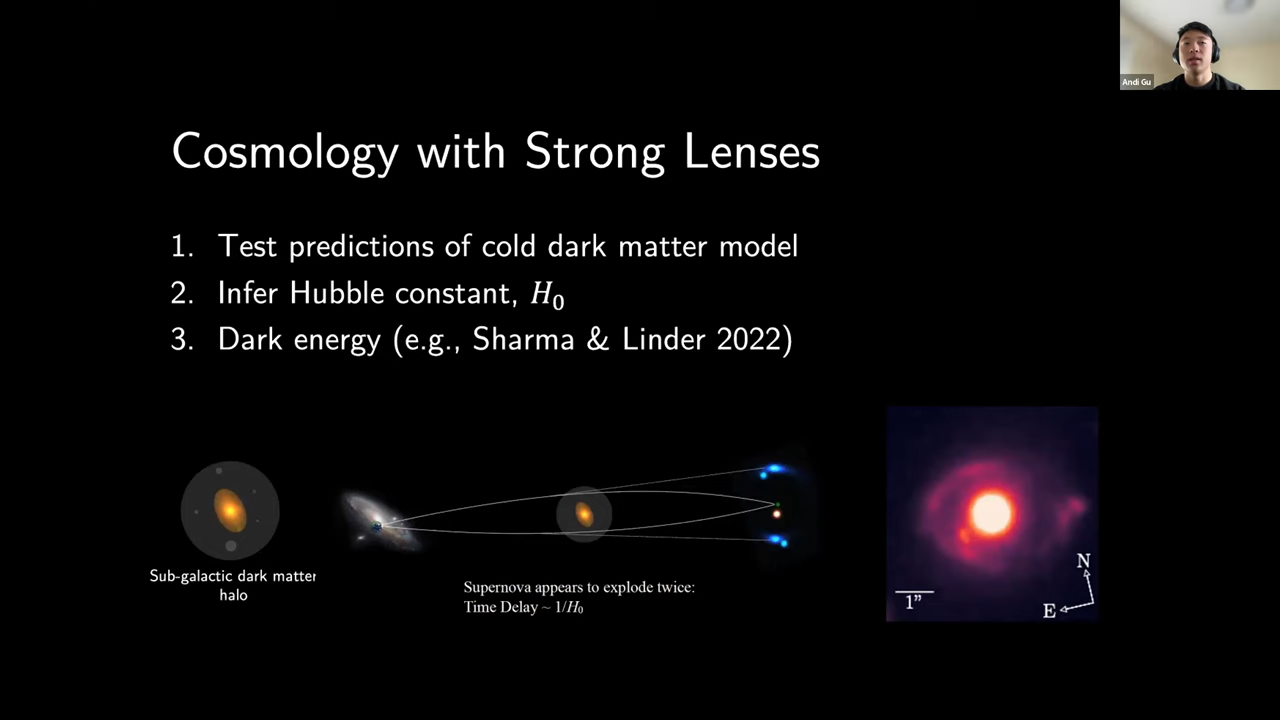 Andi Gu
Cosmology with Strong Lenses
1. Test predictions of cold dark matter model
2. Infer Hubble constant, H₀
3. Dark energy (e.g., Sharma & Linder 2022)
Sub-galactic dark matter
halo
Supernova appears to explode twice:
Time Delay ~ 1/H₀
1”
N
E